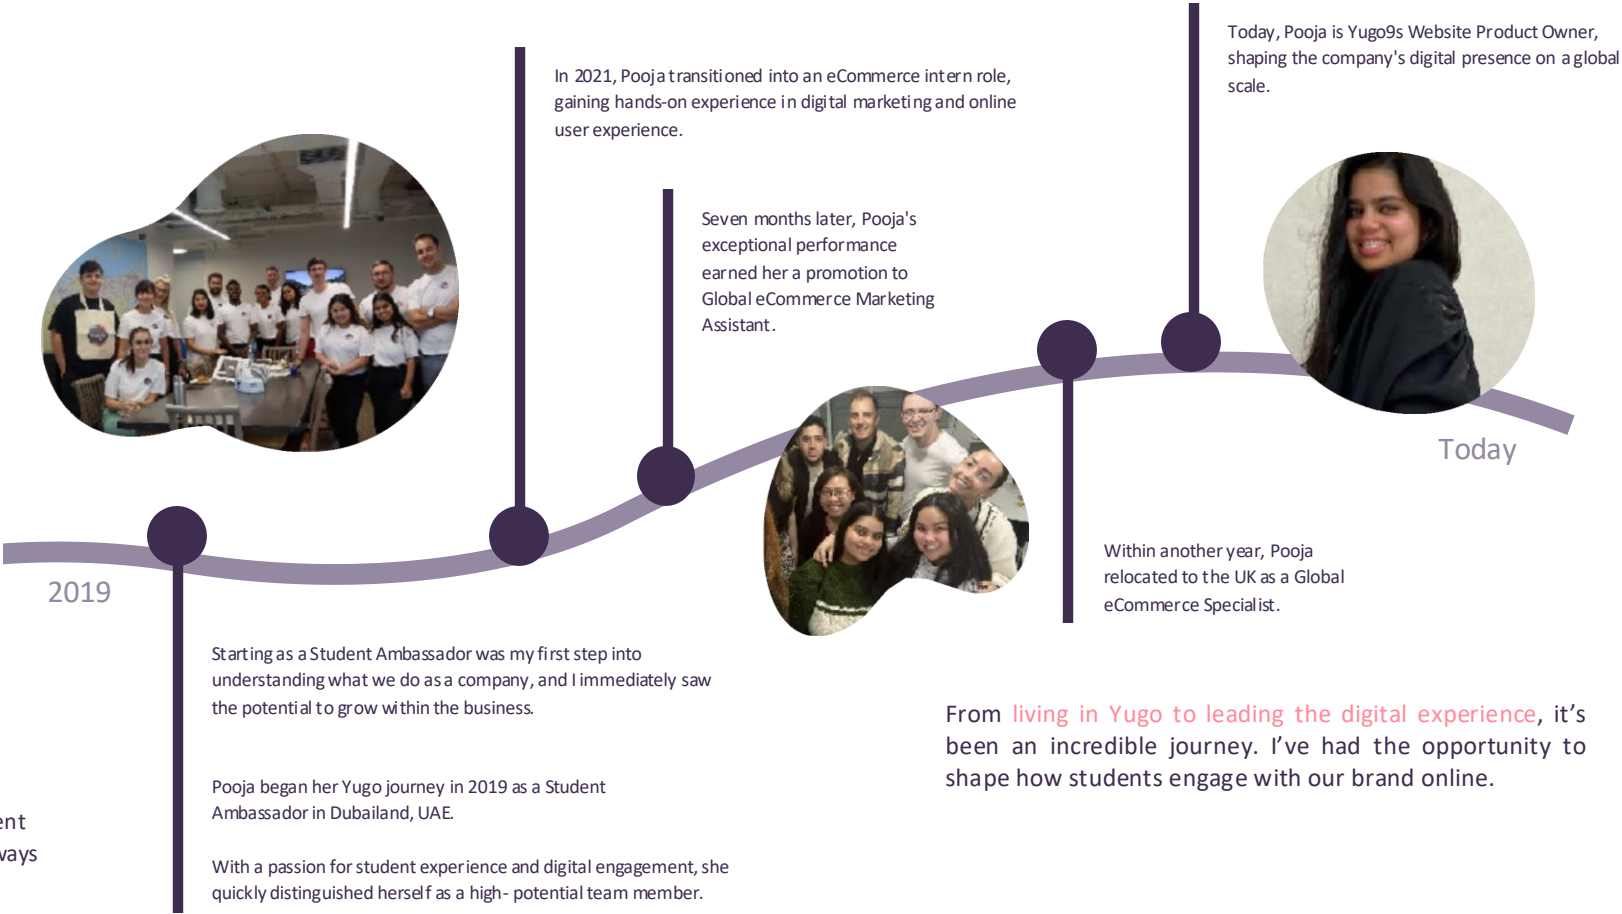 Today, Pooja is Yugo9s Website Product Owner,
shaping the company's digital presence on a global
scale.
In 2021, Pooja transitioned into an eCommerce intern role,
gaining hands-on experience in digital marketing and online
user experience.
Seven months later, Pooja's
exceptional performance
earned her a promotion to
Global eCommerce Marketing
Assistant.
Today
2019
Within another year, Pooja
relocated to the UK as a Global
eCommerce Specialist.
Starting as a Student Ambassador was my first step into
understanding what we do as a company, and I immediately saw
the potential to grow within the business.
From living in Yugo to leading the digital experience, it’s
been an incredible journey. I’ve had the opportunity to
shape how students engage with our brand online.
Pooja began her Yugo journey in 2019 as a Student
Ambassador in Dubailand, UAE.
With a passion for student experience and digital engagement, she
quickly distinguished herself as a high- potential team member.